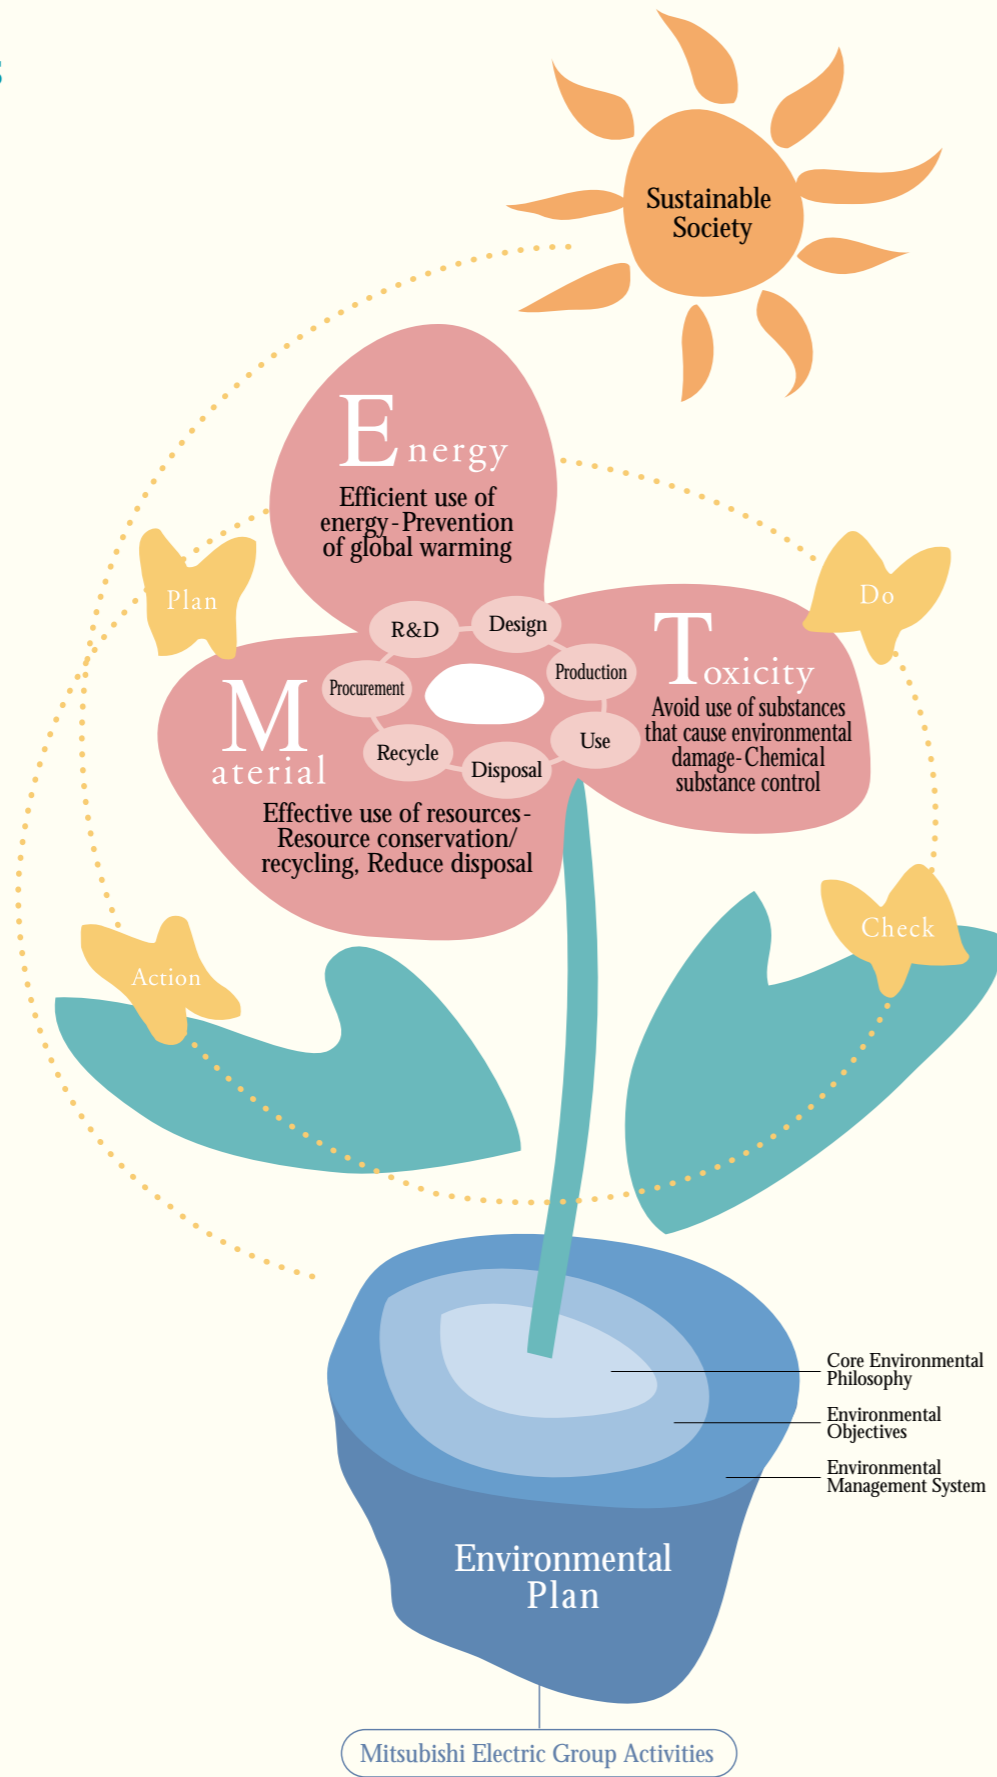 s
Sustainable
Society
Energy
Efficient use of
energy-Prevention
of global warming
Plan
Do
R&D
Design
Procurement
Production
Recycle
Use
Disposal
Toxicity
Avoid use of substances
that cause environmental
damage-Chemical
substance control
Material
Effective use of resources-
Resource conservation/
recycling, Reduce disposal
Action
Check
Core Environmental
Philosophy
Environmental
Objectives
Environmental
Management System
Environmental
Plan
Mitsubishi Electric Group Activities